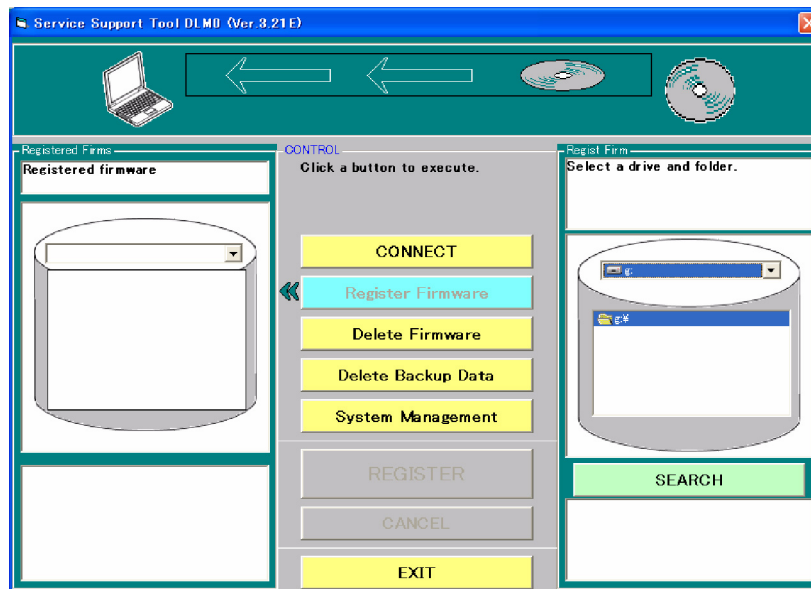 Service Support Tool DLM0 (Ver.3.21E)
Registered Firms
Registered firmware
CONTROL
Click a button to execute.
CONNECT
Register Firmware
Delete Firmware
Delete Backup Data
System Management
REGISTER
CANCEL
EXIT
Regist Firm
Select a drive and folder.
g:
g:¥
SEARCH